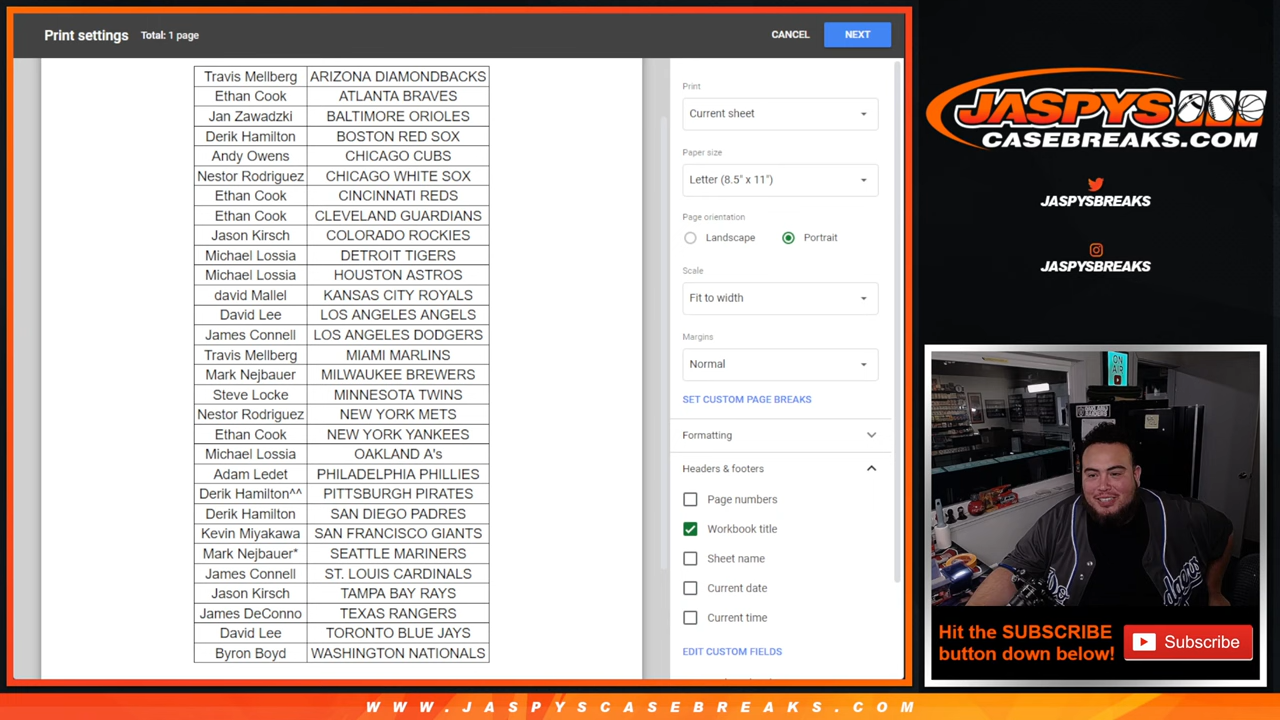 Print settings
Total: 1 page
CANCEL
NEXT
Travis Mellberg ARIZONA DIAMONDBACKS
Ethan Cook ATLANTA BRAVES
Jan Zawadzki BALTIMORE ORIOLES
Derik Hamilton BOSTON RED SOX
Andy Owens CHICAGO CUBS
Nestor Rodriguez CHICAGO WHITE SOX
Ethan Cook CINCINNATI REDS
Ethan Cook CLEVELAND GUARDIANS
Jason Kirsch COLORADO ROCKIES
Michael Lossia DETROIT TIGERS
Michael Lossia HOUSTON ASTROS
david Mallel KANSAS CITY ROYALS
David Lee LOS ANGELES ANGELS
James Connell LOS ANGELES DODGERS
Travis Mellberg MIAMI MARLINS
Mark Nejbauer MILWAUKEE BREWERS
Steve Locke MINNESOTA TWINS
Nestor Rodriguez NEW YORK METS
Ethan Cook NEW YORK YANKEES
Michael Lossia OAKLAND A's
Adam Ledet PHILADELPHIA PHILLIES
Derik Hamilton^^ PITTSBURGH PIRATES
Derik Hamilton SAN DIEGO PADRES
Kevin Miyakawa SAN FRANCISCO GIANTS
Mark Nejbauer* SEATTLE MARINERS
James Connell ST. LOUIS CARDINALS
Jason Kirsch TAMPA BAY RAYS
James DeConno TEXAS RANGERS
David Lee TORONTO BLUE JAYS
Byron Boyd WASHINGTON NATIONALS
Print
Current sheet
Paper size
Letter (8.5" x 11")
Page orientation
Landscape
Portrait
Scale
Fit to width
Margins
Normal
SET CUSTOM PAGE BREAKS
Formatting
Headers & footers
Page numbers
Workbook title
Sheet name
Current date
Current time
EDIT CUSTOM FIELDS
JASPYS
CASEBREAKS.COM
JASPYSBREAKS
JASPYSBREAKS
ON
AIR
Hit the SUBSCRIBE
button down below!
Subscribe
WWW.JASPYSCASEBREAKS.COM